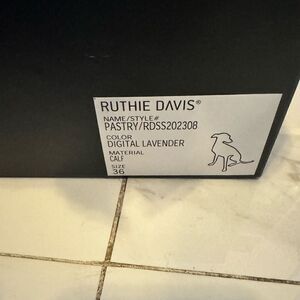 RUTHIE DAVIS®
NAME/STYLE#
PASTRY/RDSS202308
COLOR
DIGITAL LAVENDER
MATERIAL
CALF
SIZE
36